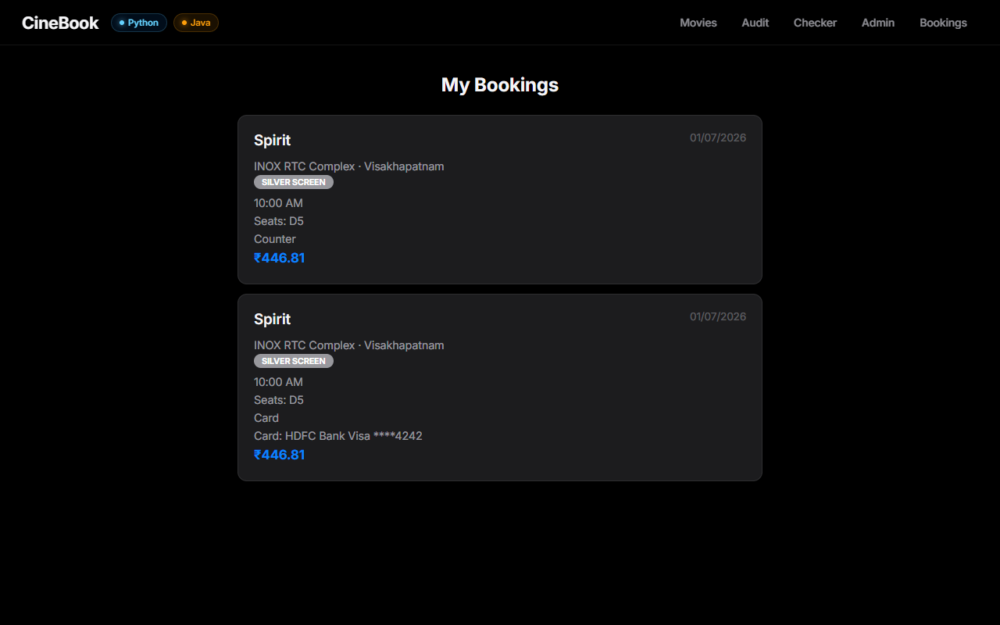 CineBook Python Java Movies Audit Checker Admin Bookings
My Bookings
Spirit 01/07/2026
INOX RTC Complex · Visakhapatnam
SILVER SCREEN
10:00 AM
Seats: D5
Counter
₹446.81
Spirit 01/07/2026
INOX RTC Complex · Visakhapatnam
SILVER SCREEN
10:00 AM
Seats: D5
Card
Card: HDFC Bank Visa ****4242
₹446.81